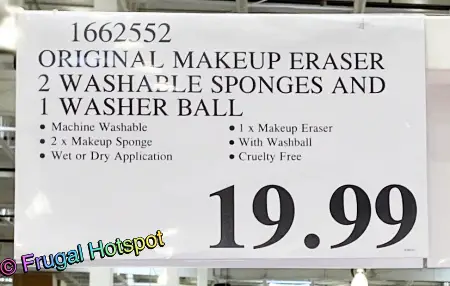 1662552
ORIGINAL MAKEUP ERASER
2 WASHABLE SPONGES AND
1 WASHER BALL
• Machine Washable
• 2 x Makeup Sponge
• Wet or Dry Application
• 1 x Makeup Eraser
• With Washball
• Cruelty Free
19.99
© Frugal Hotspot